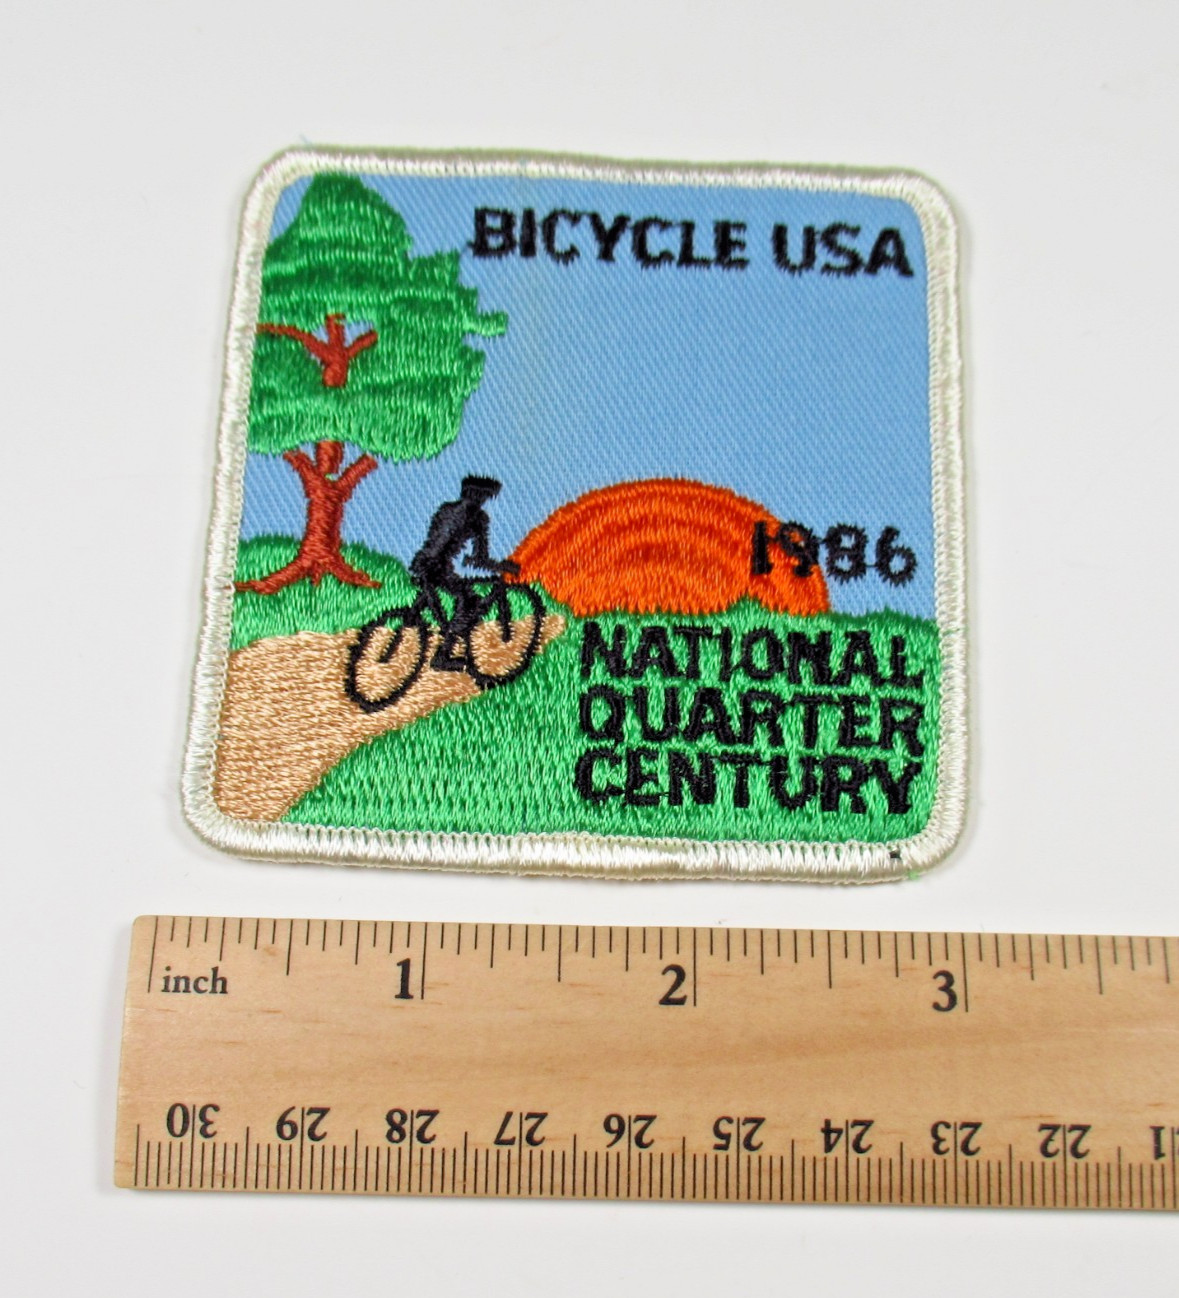 BICYCLE USA
1986
NATIONAL
QUARTER
CENTURY
inch 1 2 3
30 29 28 27 26 25 24 23 22